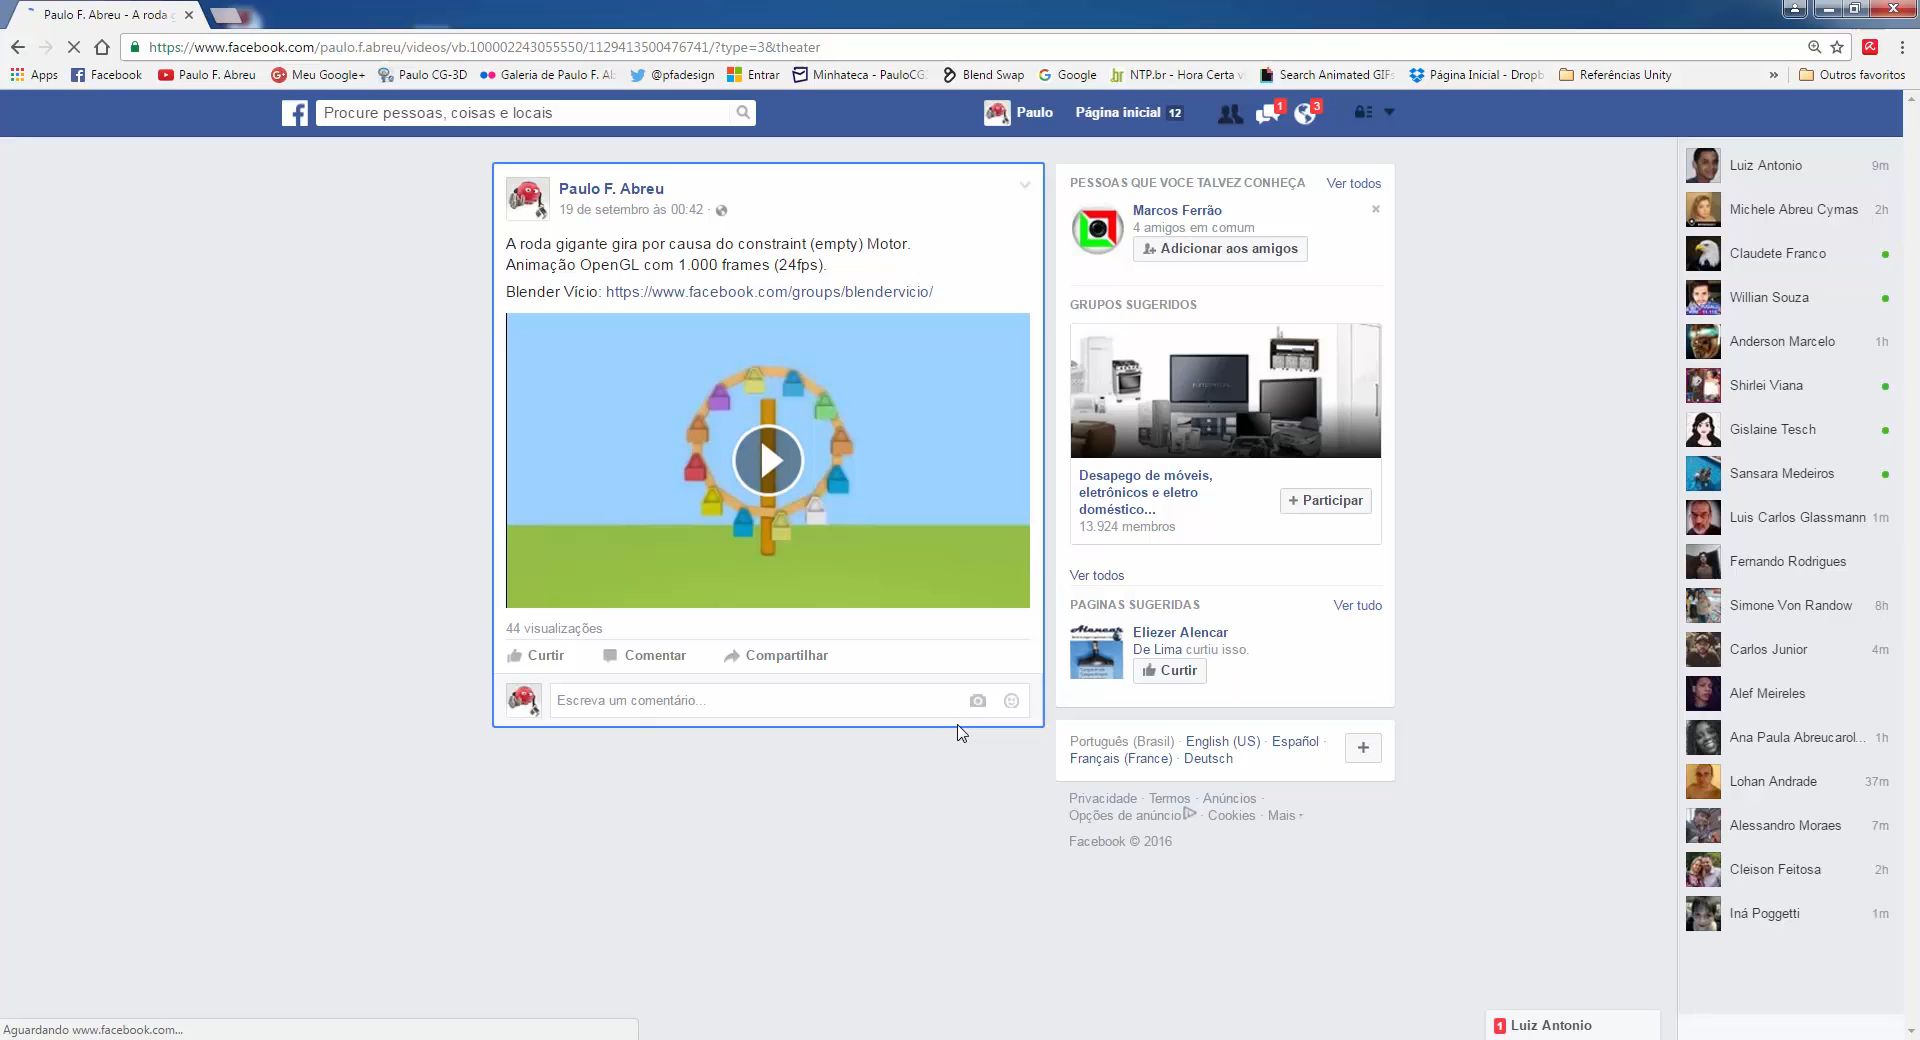 Paulo F. Abreu - A roda g
https://www.facebook.com/paulo.f.abreu/videos/vb.100002243055550/1129413500476741/?type=3&theater
Apps Facebook Paulo F. Abreu Meu Google+ Paulo CG-3D Galeria de Paulo F. Ab @pfadesign Entrar Minhateca - PauloCG Blend Swap Google NTP.br - Hora Certa v Search Animated GIFs Página Inicial - Dropb Referências Unity » Outros favoritos
Procure pessoas, coisas e locais
Paulo Página inicial 12 1 3
Paulo F. Abreu
19 de setembro às 00:42 ·
A roda gigante gira por causa do constraint (empty) Motor.
Animação OpenGL com 1.000 frames (24fps).
Blender Vício: https://www.facebook.com/groups/blendervicio/
44 visualizações
Curtir Comentar Compartilhar
Escreva um comentário...
PESSOAS QUE VOCE TALVEZ CONHEÇA Ver todos
Marcos Ferrão
4 amigos em comum
Adicionar aos amigos
GRUPOS SUGERIDOS
Desapego de móveis,
eletrônicos e eletro
doméstico...
13.924 membros
+ Participar
Ver todos
PAGINAS SUGERIDAS Ver tudo
Alencar
Eliezer Alencar
De Lima curtiu isso.
Curtir
Português (Brasil) · English (US) · Español ·
Français (France) · Deutsch
+
Privacidade · Termos · Anúncios ·
Opções de anúncio · Cookies · Mais
Facebook © 2016
Luiz Antonio 9m
Michele Abreu Cymas 2h
Claudete Franco
Willian Souza
Anderson Marcelo 1h
Shirlei Viana
Gislaine Tesch
Sansara Medeiros
Luis Carlos Glassmann 1m
Fernando Rodrigues
Simone Von Randow 8h
Carlos Junior 4m
Alef Meireles
Ana Paula Abreucarol... 1h
Lohan Andrade 37m
Alessandro Moraes 7m
Cleison Feitosa 2h
Iná Poggetti 1m
Aguardando www.facebook.com...
1 Luiz Antonio